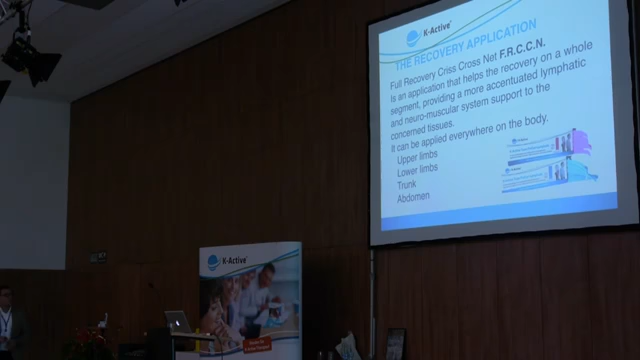 K-Active
THE RECOVERY APPLICATION
Full Recovery Criss Cross Net F.R.C.C.N.
Is an application that helps the recovery on a whole
segment, providing a more accentuated lymphatic
and neuro-muscular system support to the
concerned tissues.
It can be applied everywhere on the body.
Upper limbs
Lower limbs
Trunk
Abdomen
K-Active